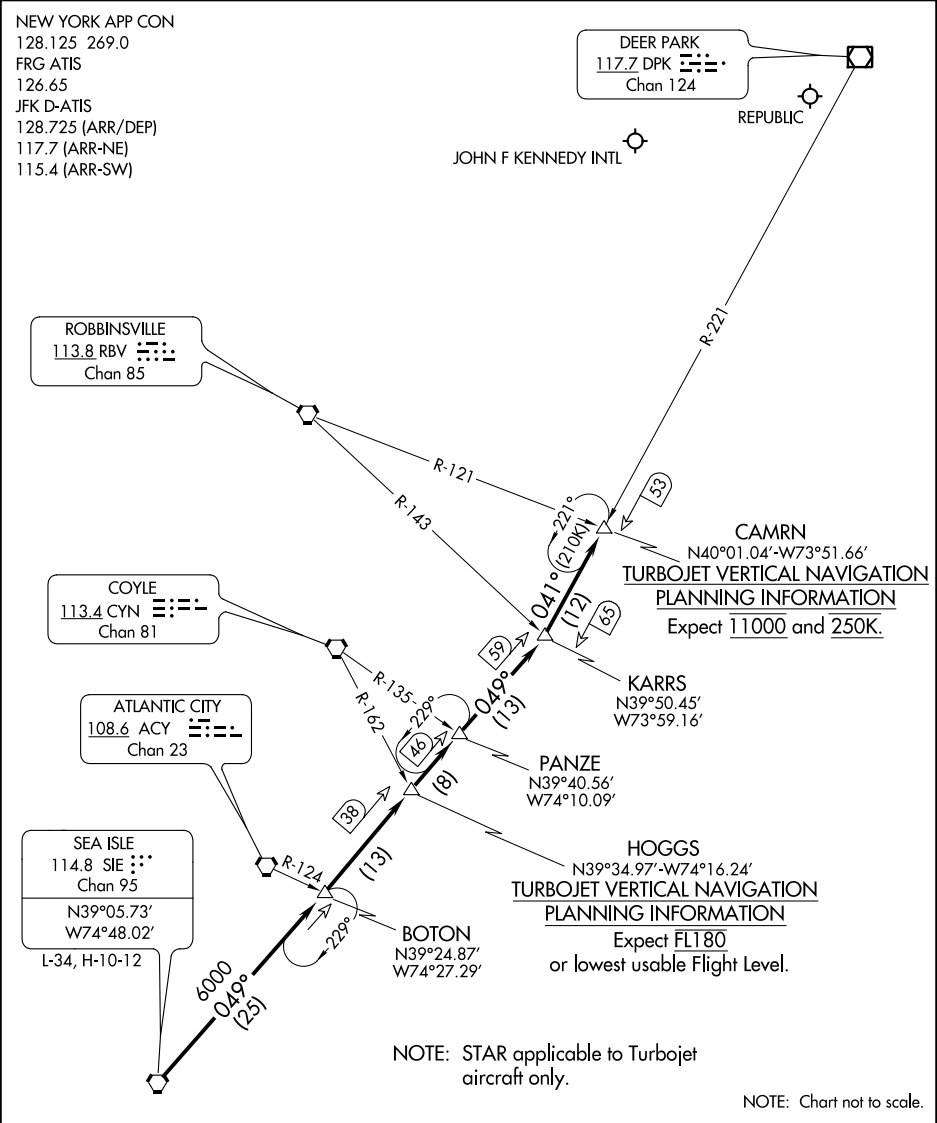 NEW YORK APP CON
128.125 269.0
FRG ATIS
126.65
JFK D-ATIS
128.725 (ARR/DEP)
117.7 (ARR-NE)
115.4 (ARR-SW)
DEER PARK
117.7 DPK
Chan 124
REPUBLIC
JOHN F KENNEDY INTL
R-221
ROBBINSVILLE
113.8 RBV
Chan 85
R-121
R-143
53
221°
(210K)
CAMRN
N40°01.04'-W73°51.66'
TURBOJET VERTICAL NAVIGATION
PLANNING INFORMATION
Expect 11000 and 250K.
041°
(12)
65
59
COYLE
113.4 CYN
Chan 81
R-135
R-162
KARRS
N39°50.45'
W73°59.16'
049°
(13)
229°
46
ATLANTIC CITY
108.6 ACY
Chan 23
PANZE
N39°40.56'
W74°10.09'
(8)
38
HOGGS
N39°34.97'-W74°16.24'
TURBOJET VERTICAL NAVIGATION
PLANNING INFORMATION
Expect FL180
or lowest usable Flight Level.
SEA ISLE
114.8 SIE
Chan 95
N39°05.73'
W74°48.02'
L-34, H-10-12
R-124
(13)
229°
BOTON
N39°24.87'
W74°27.29'
6000
049°
(25)
NOTE: STAR applicable to Turbojet
aircraft only.
NOTE: Chart not to scale.